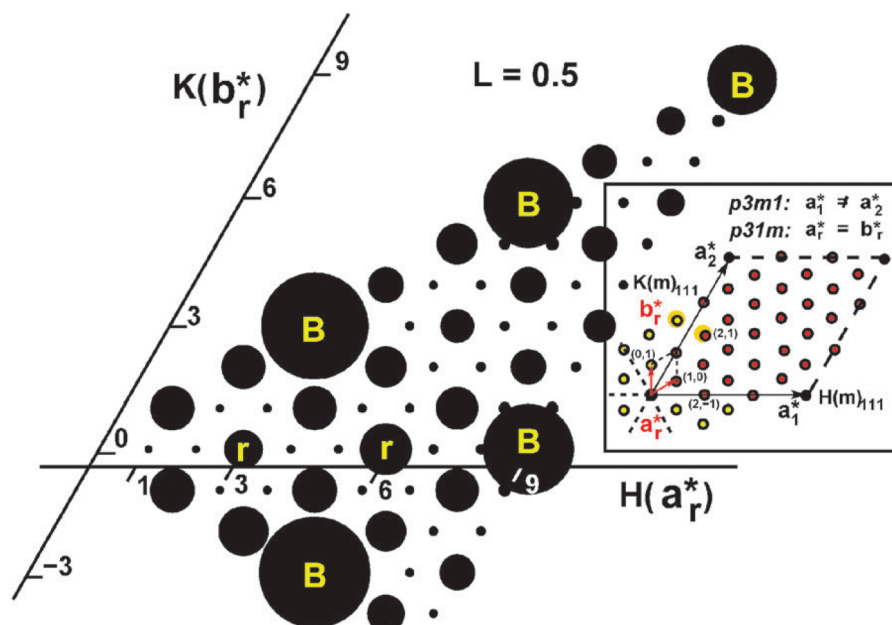 L = 0.5
K(b*r)
9
6
3
0
−3
1
3
6
9
H(a*r)
B
B
B
B
B
r
r
p3m1: a*1 ≠ a*2
p31m: a*r = b*r
a*2
K(m)111
b*r
(2,1)
(0,1)
(1,0)
(2,−1)
a*r
a*1
H(m)111